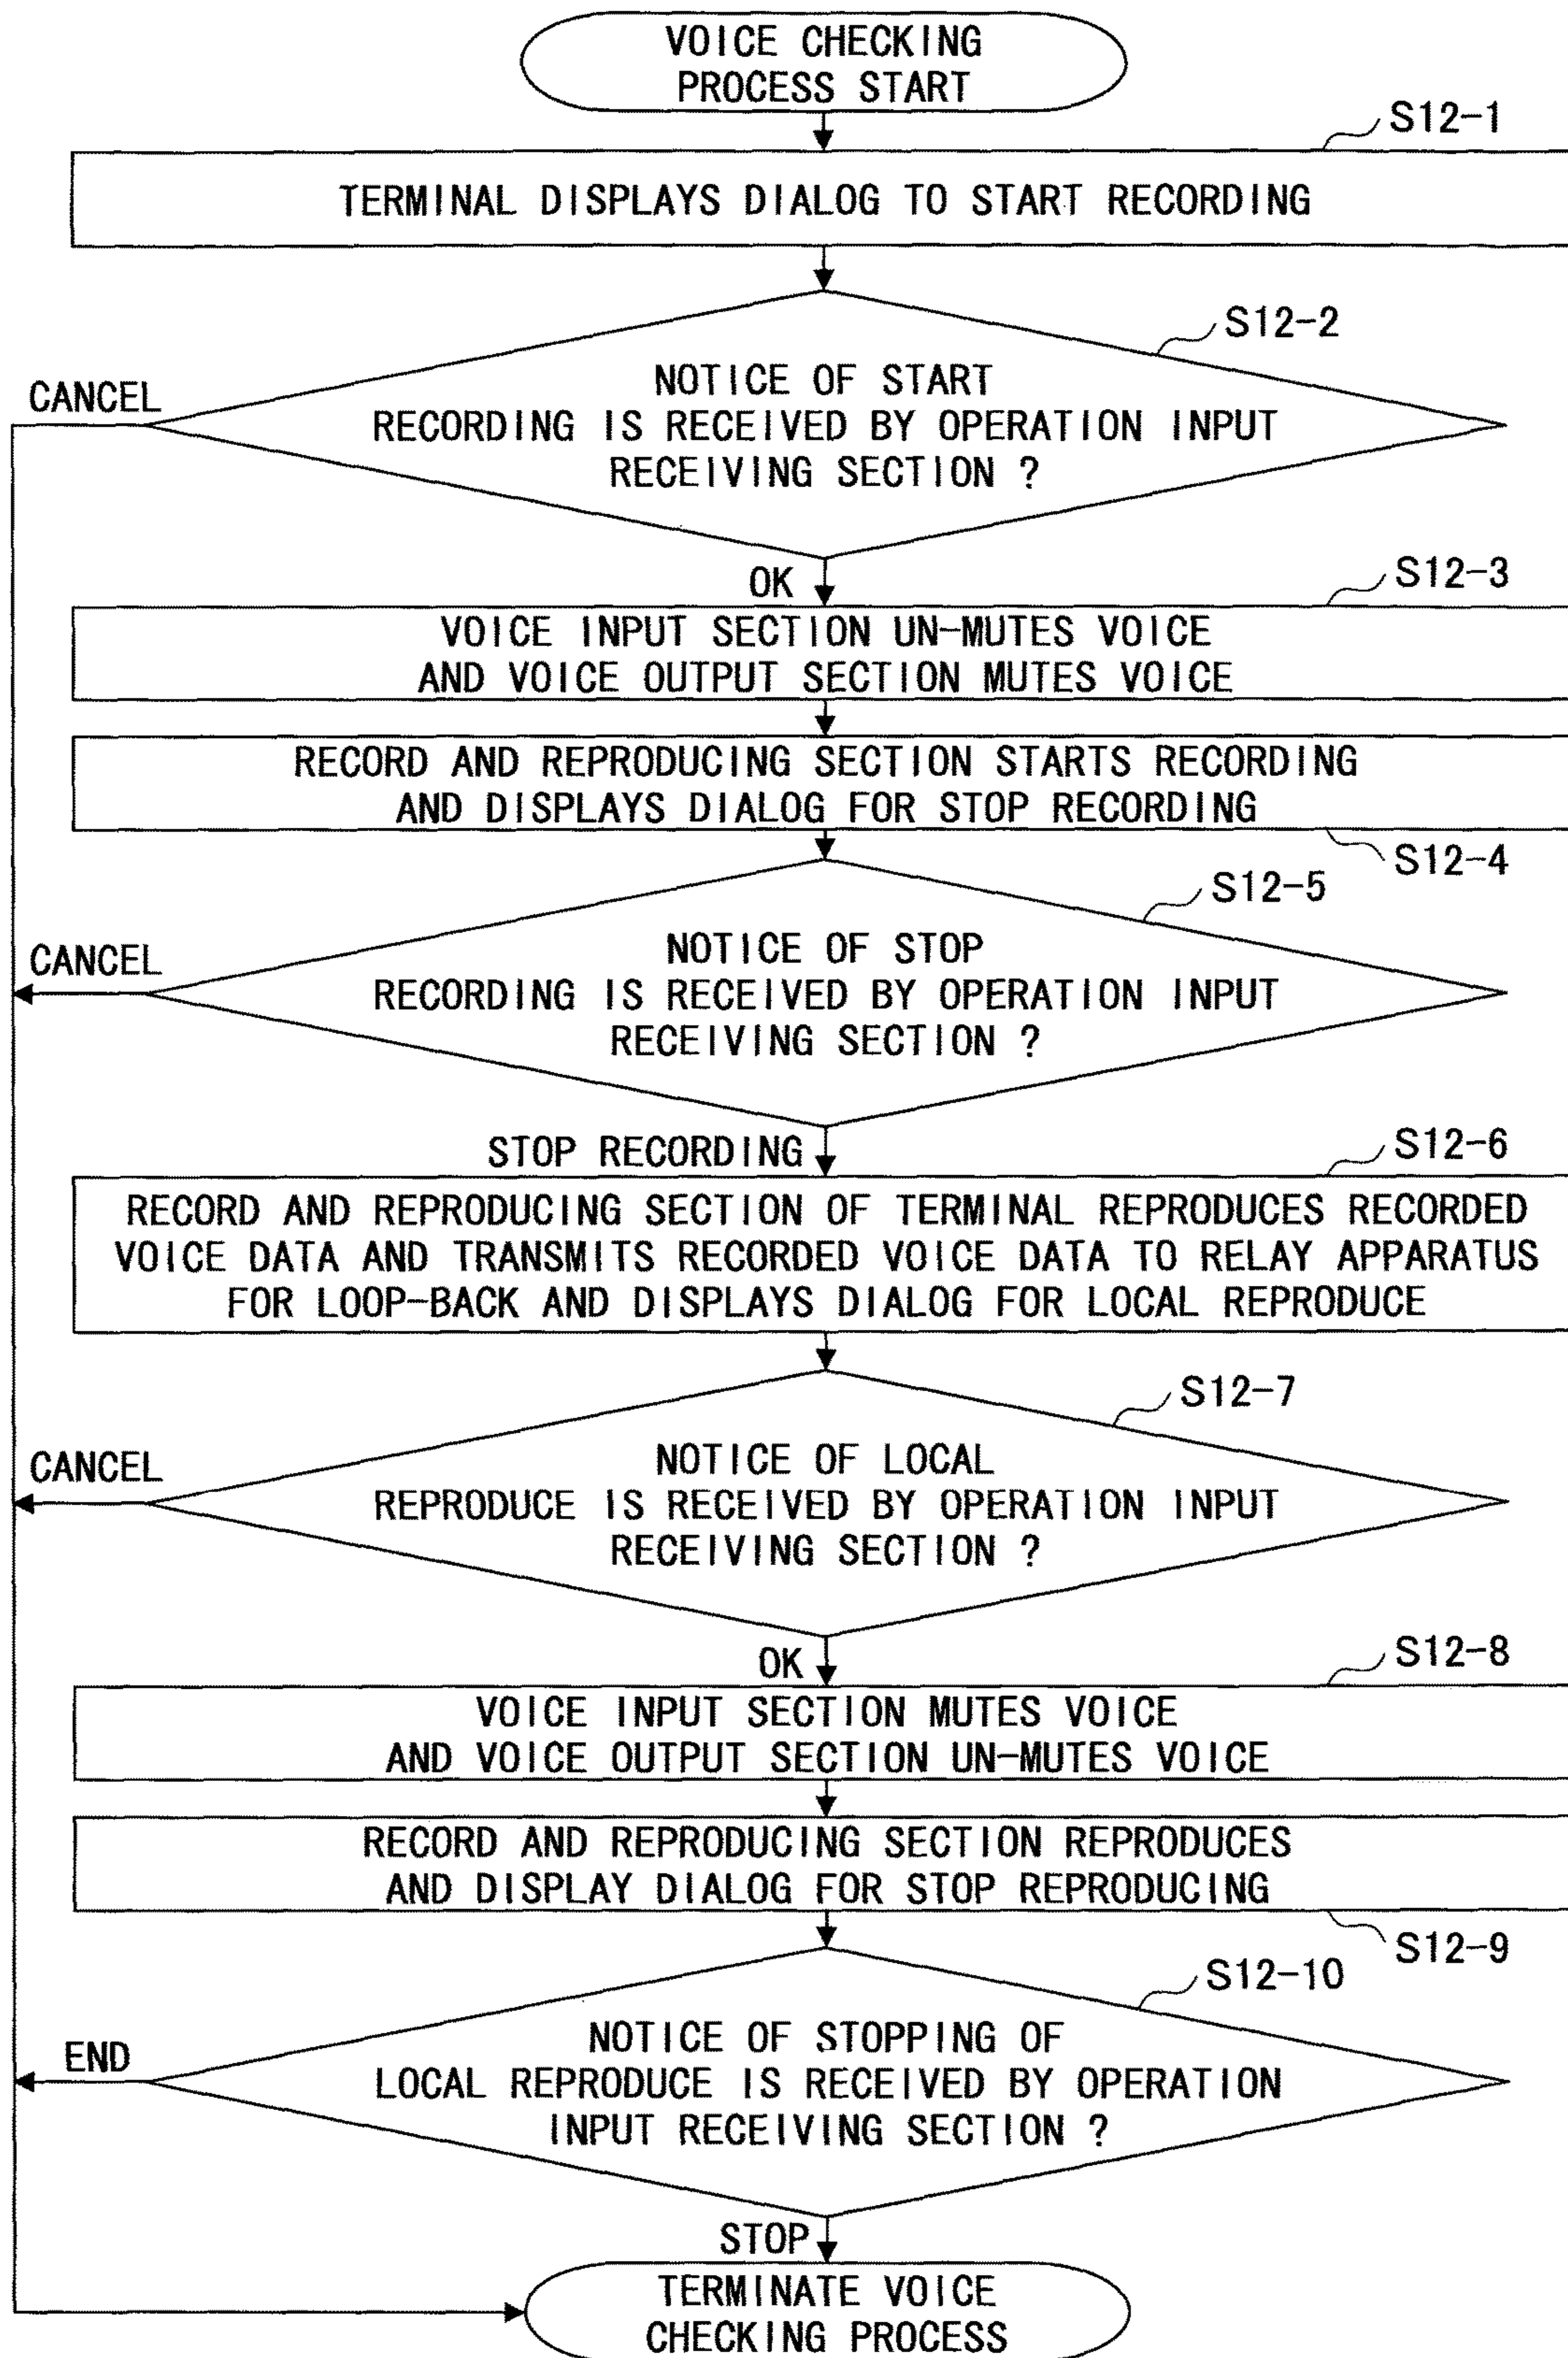 VOICE CHECKING
PROCESS START
S12-1
TERMINAL DISPLAYS DIALOG TO START RECORDING
S12-2
CANCEL
NOTICE OF START
RECORDING IS RECEIVED BY OPERATION INPUT
RECEIVING SECTION ?
OK
S12-3
VOICE INPUT SECTION UN-MUTES VOICE
AND VOICE OUTPUT SECTION MUTES VOICE
RECORD AND REPRODUCING SECTION STARTS RECORDING
AND DISPLAYS DIALOG FOR STOP RECORDING
S12-4
S12-5
CANCEL
NOTICE OF STOP
RECORDING IS RECEIVED BY OPERATION INPUT
RECEIVING SECTION ?
STOP RECORDING
S12-6
RECORD AND REPRODUCING SECTION OF TERMINAL REPRODUCES RECORDED
VOICE DATA AND TRANSMITS RECORDED VOICE DATA TO RELAY APPARATUS
FOR LOOP-BACK AND DISPLAYS DIALOG FOR LOCAL REPRODUCE
S12-7
CANCEL
NOTICE OF LOCAL
REPRODUCE IS RECEIVED BY OPERATION INPUT
RECEIVING SECTION ?
OK
S12-8
VOICE INPUT SECTION MUTES VOICE
AND VOICE OUTPUT SECTION UN-MUTES VOICE
RECORD AND REPRODUCING SECTION REPRODUCES
AND DISPLAY DIALOG FOR STOP REPRODUCING
S12-9
S12-10
END
NOTICE OF STOPPING OF
LOCAL REPRODUCE IS RECEIVED BY OPERATION
INPUT RECEIVING SECTION ?
STOP
TERMINATE VOICE
CHECKING PROCESS